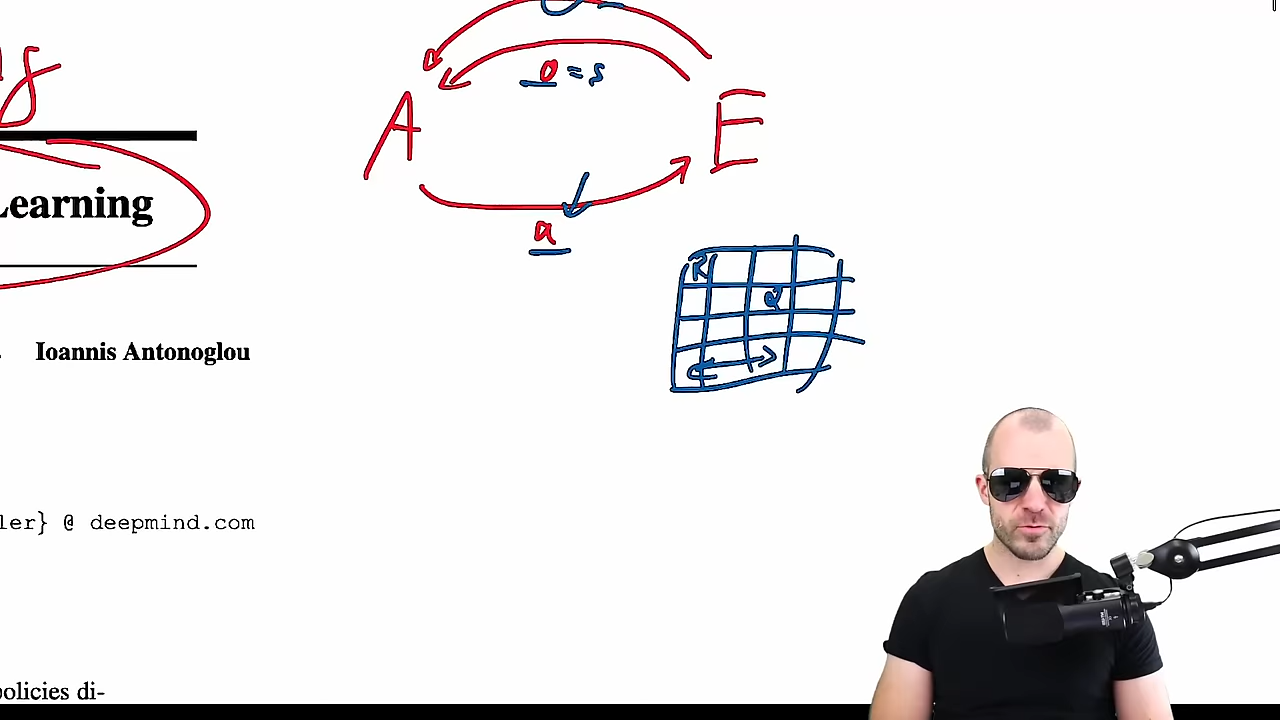 o = s
A
E
Learning
a
R
Ioannis Antonoglou
ler} @ deepmind.com
policies di-